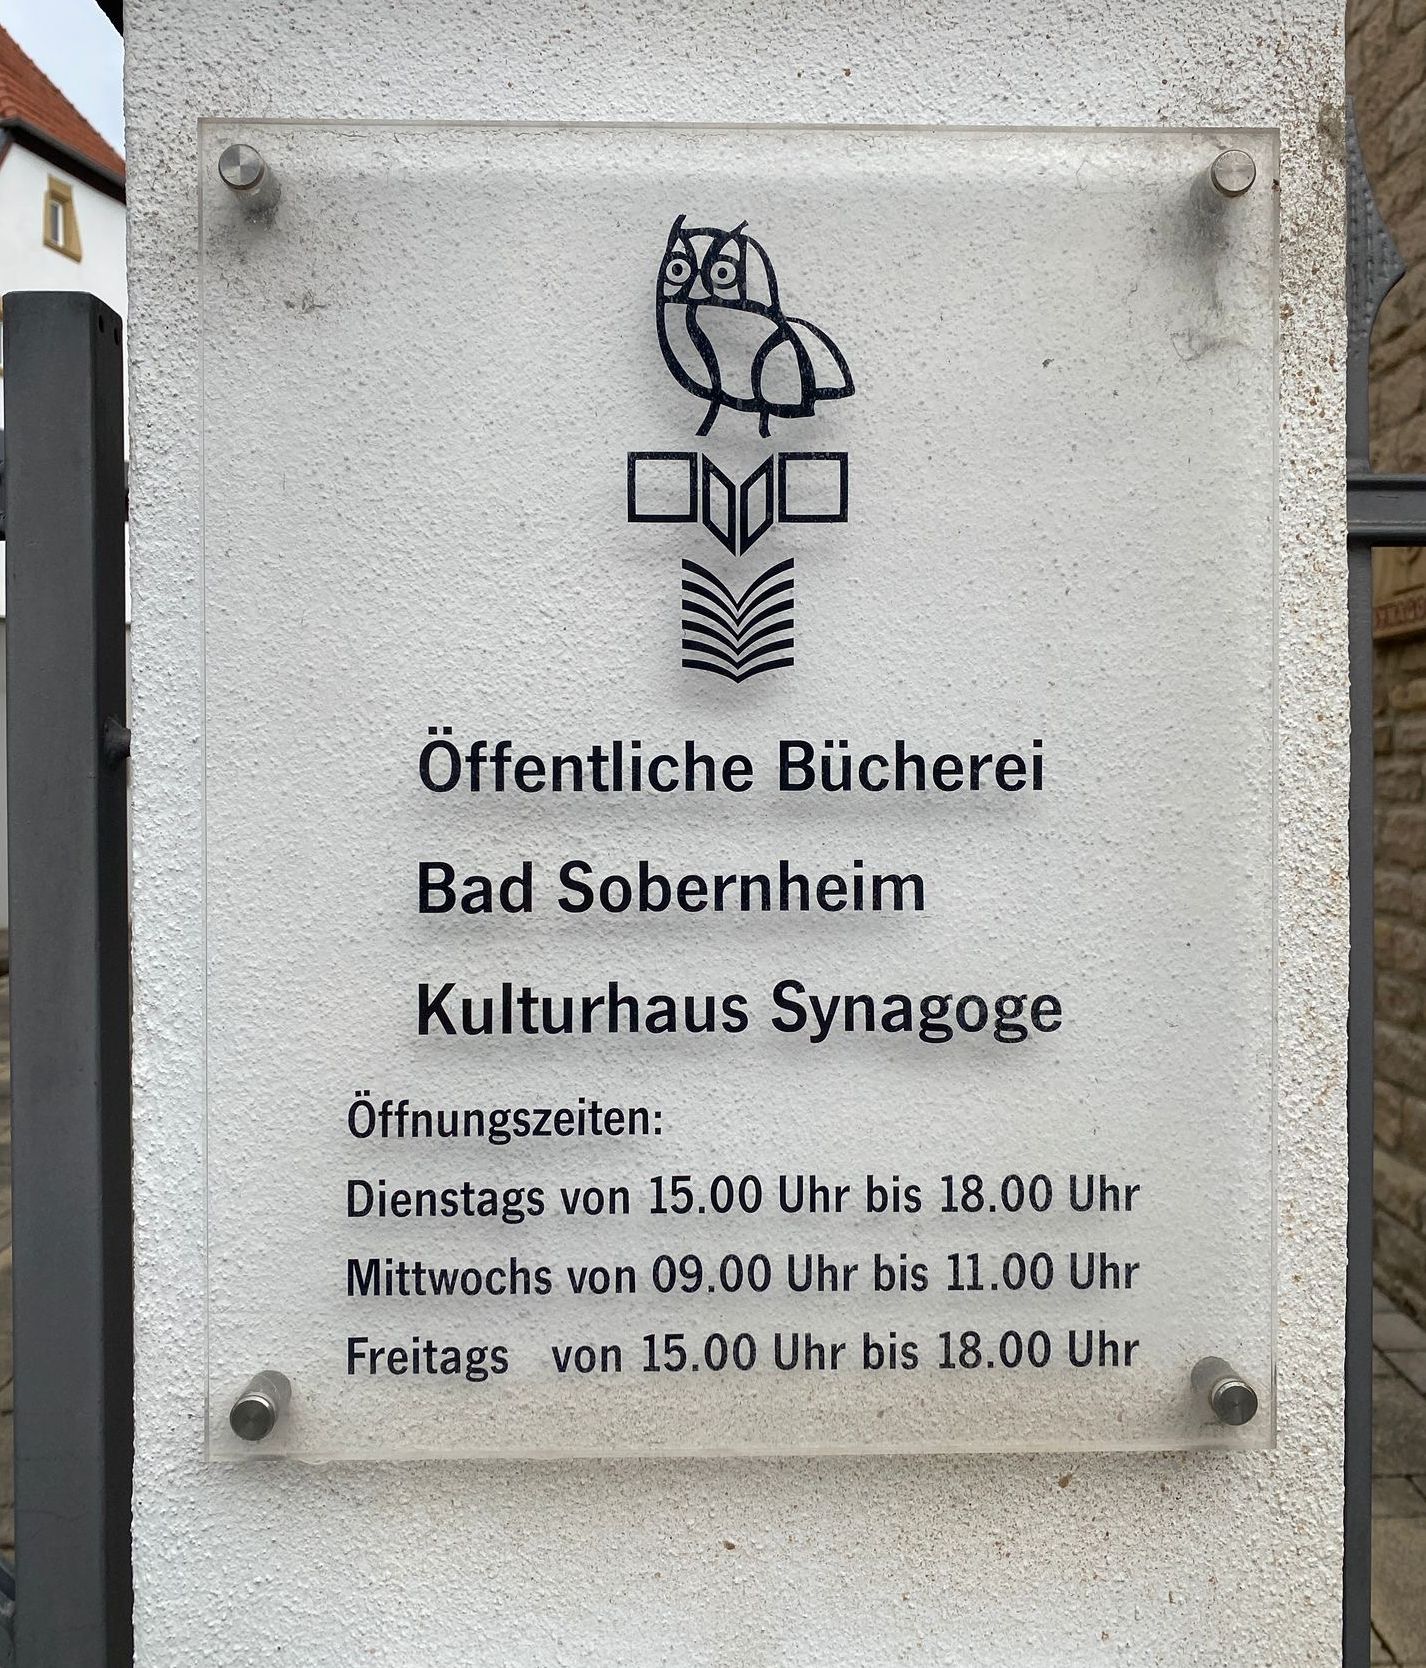 Öffentliche Bücherei
Bad Sobernheim
Kulturhaus Synagoge
Öffnungszeiten:
Dienstags von 15.00 Uhr bis 18.00 Uhr
Mittwochs von 09.00 Uhr bis 11.00 Uhr
Freitags von 15.00 Uhr bis 18.00 Uhr